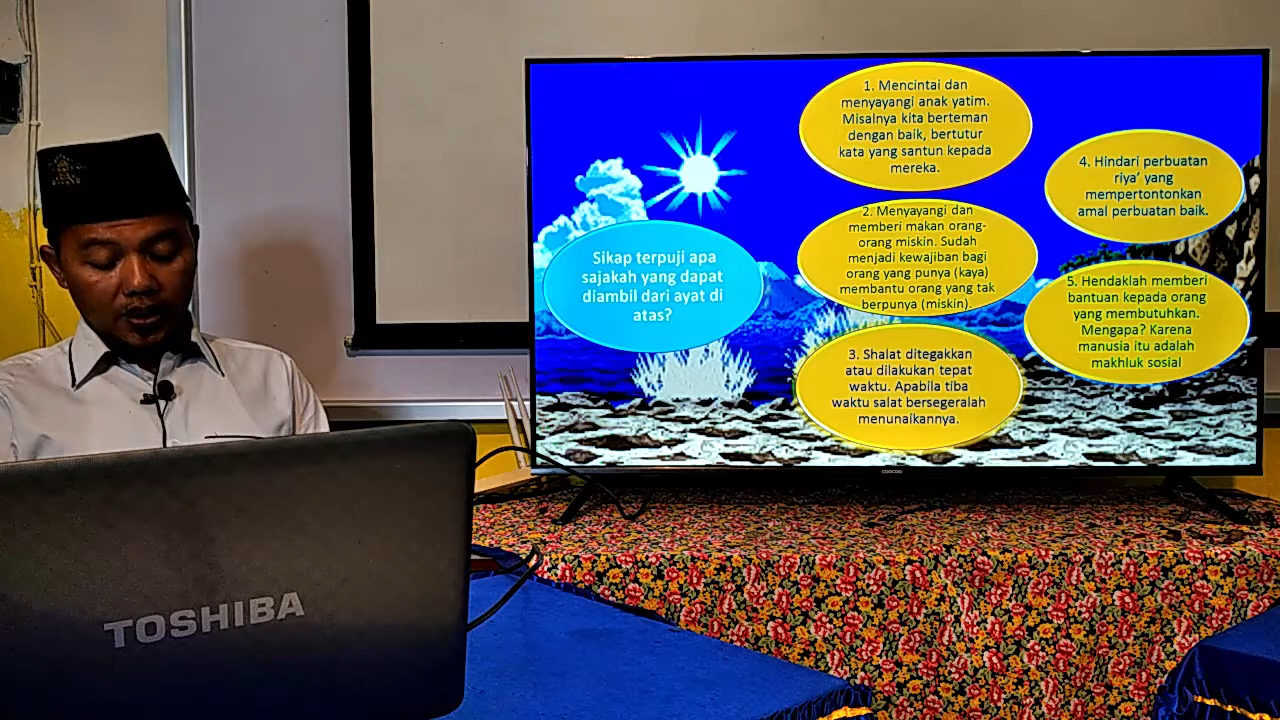 Sikap terpuji apa
sajakah yang dapat
diambil dari ayat di
atas?
1. Mencintai dan
menyayangi anak yatim.
Misalnya kita berteman
dengan baik, bertutur
kata yang santun kepada
mereka.
2. Menyayangi dan
memberi makan orang-
orang miskin. Sudah
menjadi kewajiban bagi
orang yang punya (kaya)
membantu orang yang tak
berpunya (miskin).
3. Shalat ditegakkan
atau dilakukan tepat
waktu. Apabila tiba
waktu salat bersegeralah
menunaikannya.
4. Hindari perbuatan
riya’ yang
mempertontonkan
amal perbuatan baik.
5. Hendaklah memberi
bantuan kepada orang
yang membutuhkan.
Mengapa? Karena
manusia itu adalah
makhluk sosial
coocaa
TOSHIBA